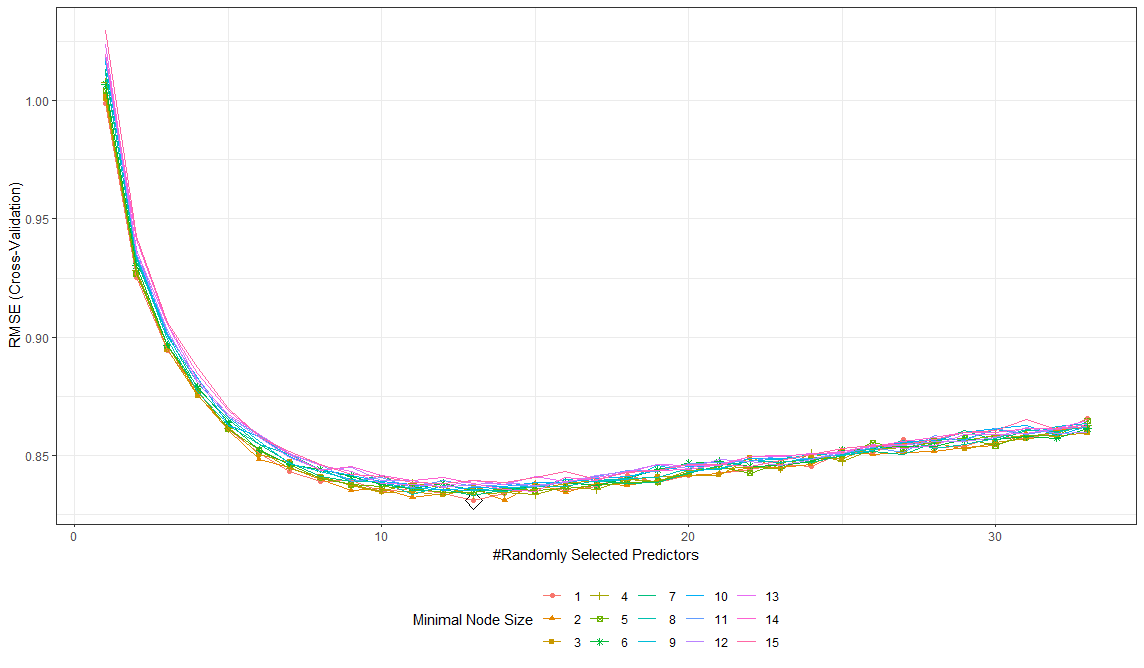 RMSE (Cross-Validation)
1.00
0.95
0.90
0.85
0 10 20 30
#Randomly Selected Predictors
Minimal Node Size
1 4 7 10 13
2 5 8 11 14
3 6 9 12 15